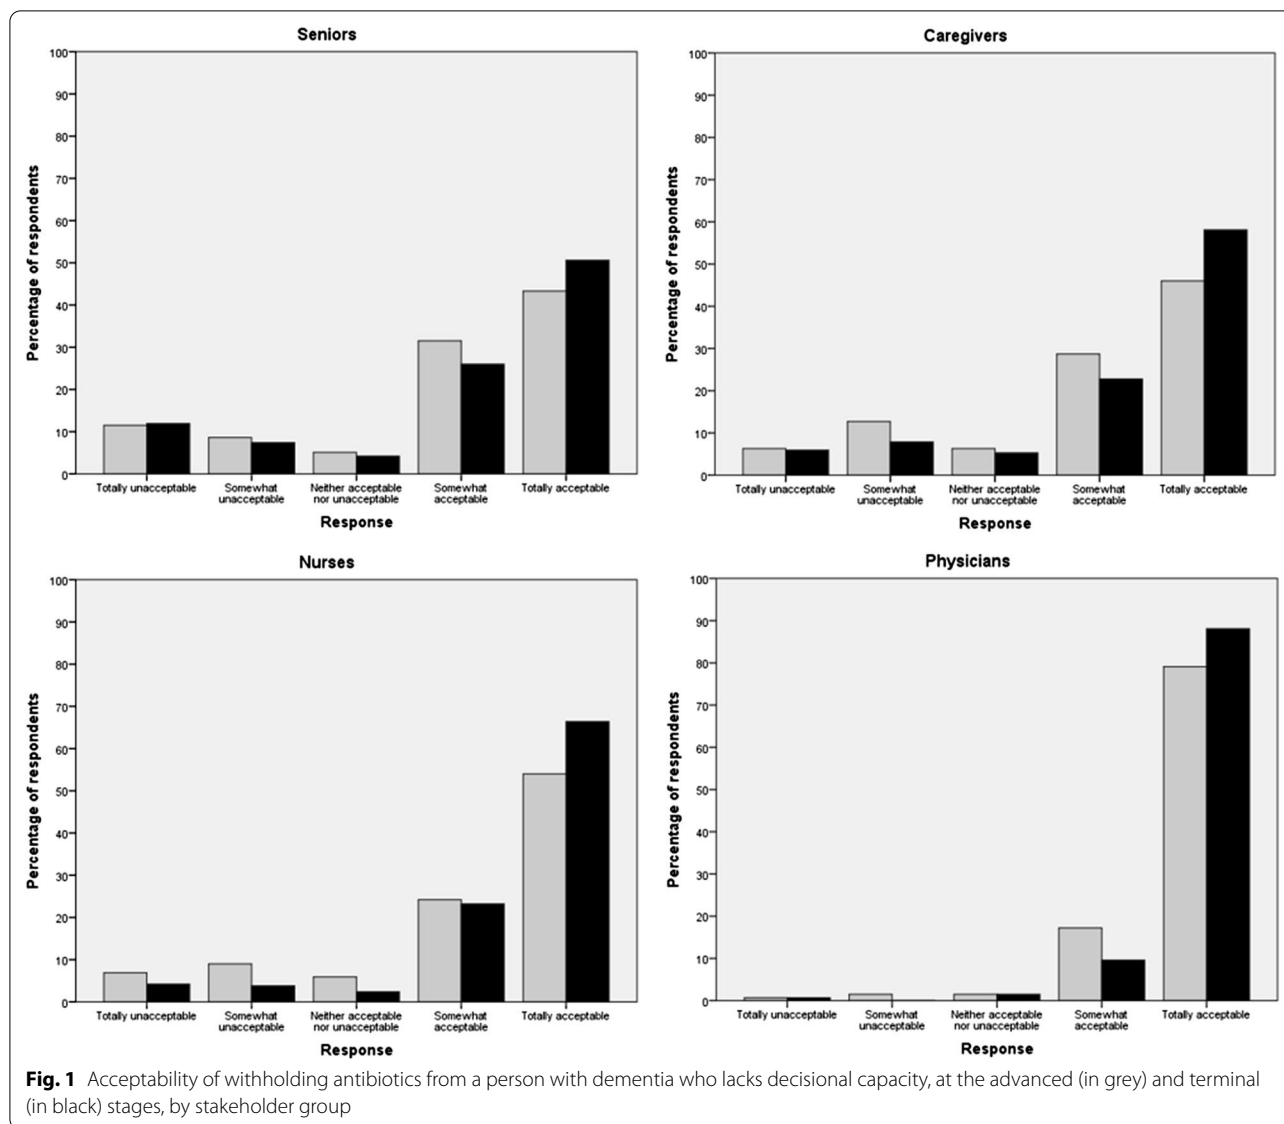 Seniors
Percentage of respondents
100
90
80
70
60
50
40
30
20
10
0
Totally unacceptable
Somewhat
unacceptable
Neither acceptable
nor unacceptable
Somewhat
acceptable
Totally acceptable
Response
Caregivers
Percentage of respondents
100
90
80
70
60
50
40
30
20
10
0
Totally unacceptable
Somewhat
unacceptable
Neither acceptable
nor unacceptable
Somewhat
acceptable
Totally acceptable
Response
Nurses
Percentage of respondents
100
90
80
70
60
50
40
30
20
10
0
Totally unacceptable
Somewhat
unacceptable
Neither acceptable
nor unacceptable
Somewhat
acceptable
Totally acceptable
Response
Physicians
Percentage of respondents
100
90
80
70
60
50
40
30
20
10
0
Totally unacceptable
Somewhat
unacceptable
Neither acceptable
nor unacceptable
Somewhat
acceptable
Totally acceptable
Response
Fig. 1 Acceptability of withholding antibiotics from a person with dementia who lacks decisional capacity, at the advanced (in grey) and terminal
(in black) stages, by stakeholder group